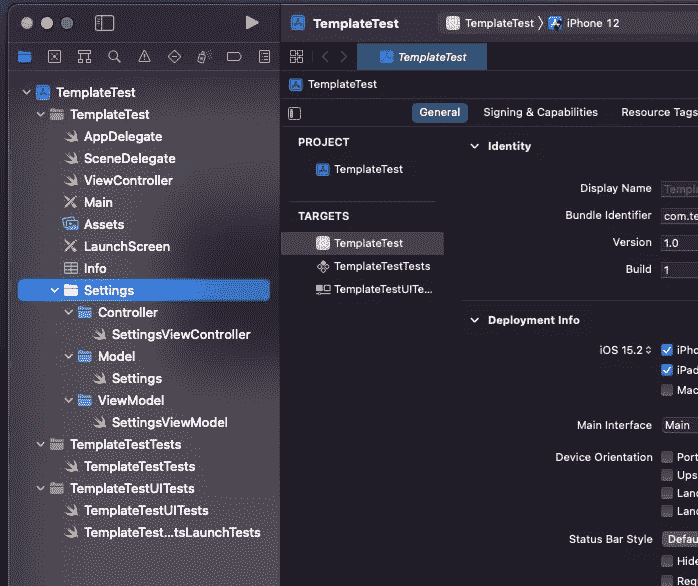 TemplateTest
TemplateTest
iPhone 12
TemplateTest
TemplateTest
TemplateTest
TemplateTest
AppDelegate
SceneDelegate
ViewController
Main
Assets
LaunchScreen
Info
Settings
Controller
SettingsViewController
Model
Settings
ViewModel
SettingsViewModel
TemplateTestTests
TemplateTestTests
TemplateTestUITests
TemplateTestUITests
TemplateTest...tsLaunchTests
General
Signing & Capabilities
Resource Tags
PROJECT
TemplateTest
TARGETS
TemplateTest
TemplateTestTests
TemplateTestUITe...
Identity
Display Name
Templ
Bundle Identifier
com.te
Version
1.0
Build
1
Deployment Info
iOS 15.2
iPho
iPad
Mac
Main Interface
Main
Device Orientation
Port
Ups
Land
Land
Status Bar Style
Defau
Hide
Req